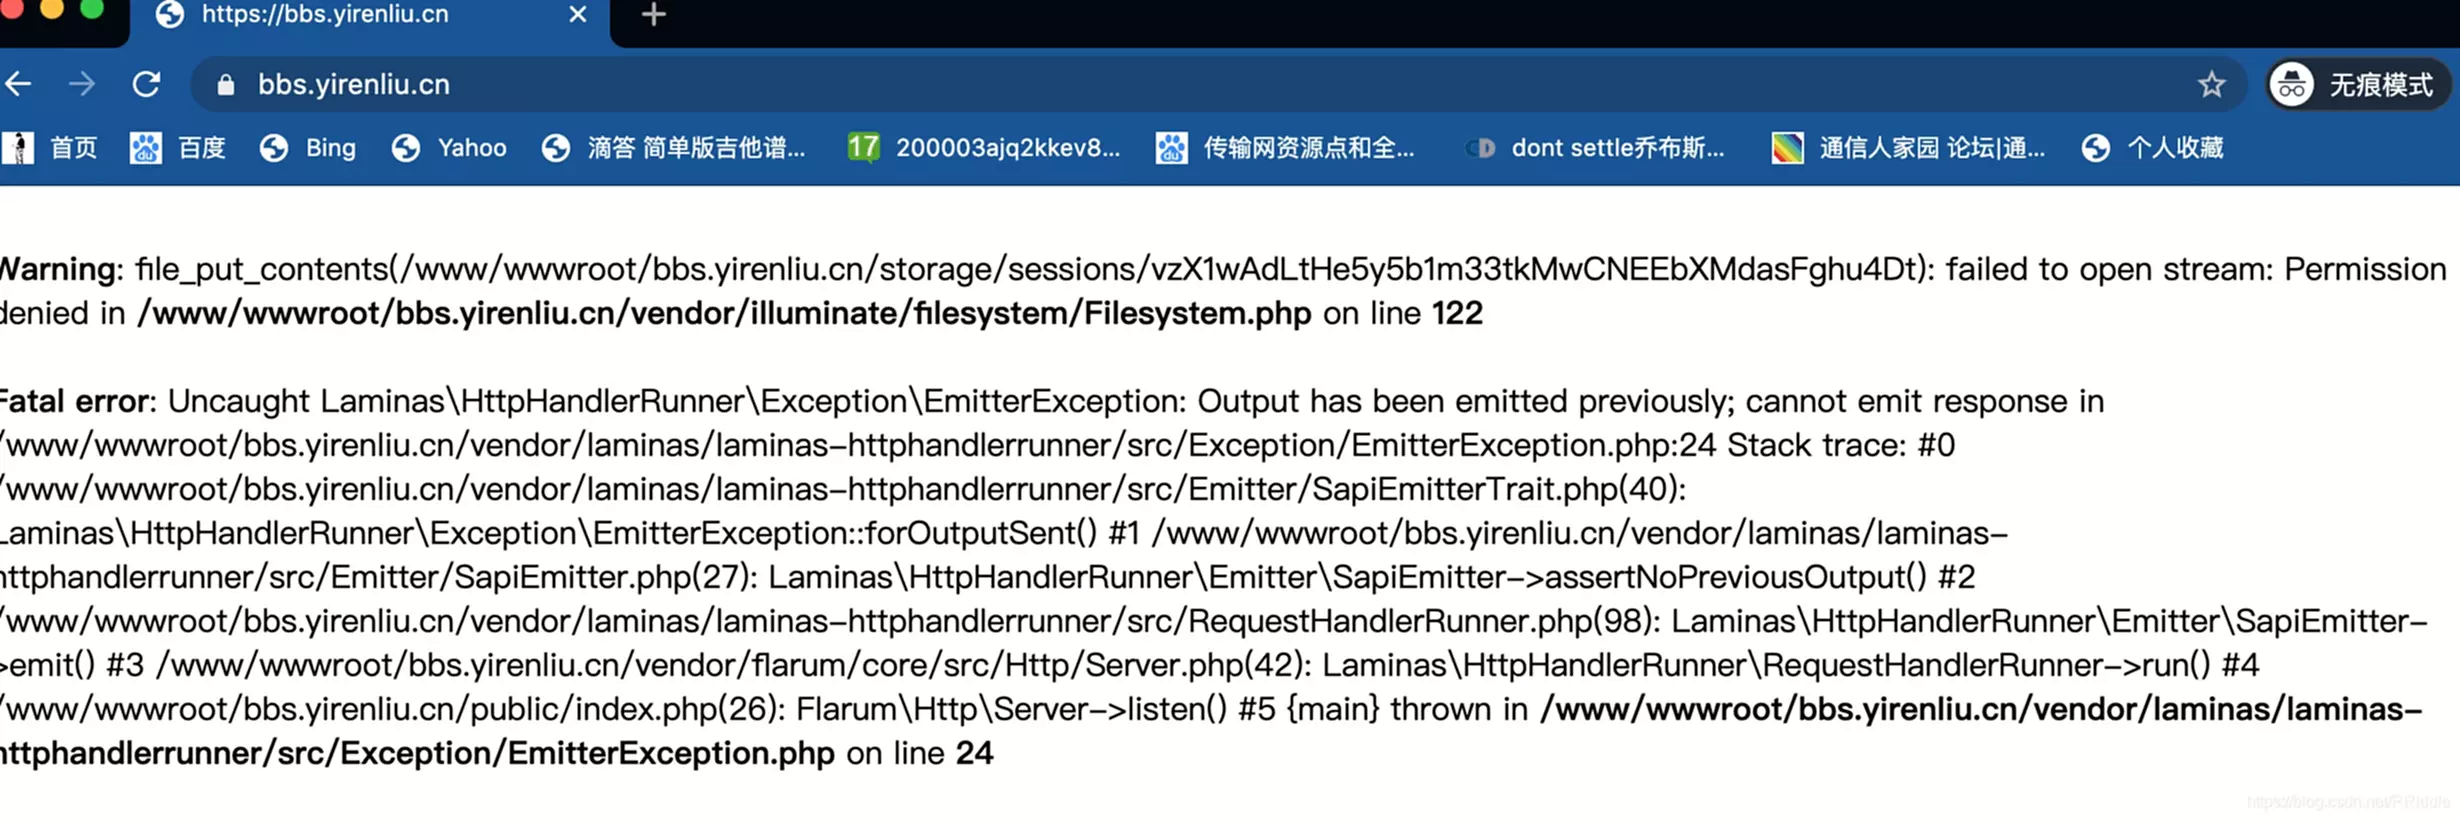 https://bbs.yirenliu.cn
bbs.yirenliu.cn
无痕模式
首页 百度 Bing Yahoo 滴答 简单版吉他谱... 17 200003ajq2kkev8... 传输网资源点和全... dont settle乔布斯... 通信人家园 论坛|通... 个人收藏
Warning: file_put_contents(/www/wwwroot/bbs.yirenliu.cn/storage/sessions/vzX1wAdLtHe5y5b1m33tkMwCNEEbXMdasFghu4Dt): failed to open stream: Permission
denied in /www/wwwroot/bbs.yirenliu.cn/vendor/illuminate/filesystem/Filesystem.php on line 122
Fatal error: Uncaught Laminas\HttpHandlerRunner\Exception\EmitterException: Output has been emitted previously; cannot emit response in
/www/wwwroot/bbs.yirenliu.cn/vendor/laminas/laminas-httphandlerrunner/src/Exception/EmitterException.php:24 Stack trace: #0
/www/wwwroot/bbs.yirenliu.cn/vendor/laminas/laminas-httphandlerrunner/src/Emitter/SapiEmitterTrait.php(40):
Laminas\HttpHandlerRunner\Exception\EmitterException::forOutputSent() #1 /www/wwwroot/bbs.yirenliu.cn/vendor/laminas/laminas-
httphandlerrunner/src/Emitter/SapiEmitter.php(27): Laminas\HttpHandlerRunner\Emitter\SapiEmitter->assertNoPreviousOutput() #2
/www/wwwroot/bbs.yirenliu.cn/vendor/laminas/laminas-httphandlerrunner/src/RequestHandlerRunner.php(98): Laminas\HttpHandlerRunner\Emitter\SapiEmitter-
>emit() #3 /www/wwwroot/bbs.yirenliu.cn/vendor/flarum/core/src/Http/Server.php(42): Laminas\HttpHandlerRunner\RequestHandlerRunner->run() #4
/www/wwwroot/bbs.yirenliu.cn/public/index.php(26): Flarum\Http\Server->listen() #5 {main} thrown in /www/wwwroot/bbs.yirenliu.cn/vendor/laminas/laminas-
httphandlerrunner/src/Exception/EmitterException.php on line 24